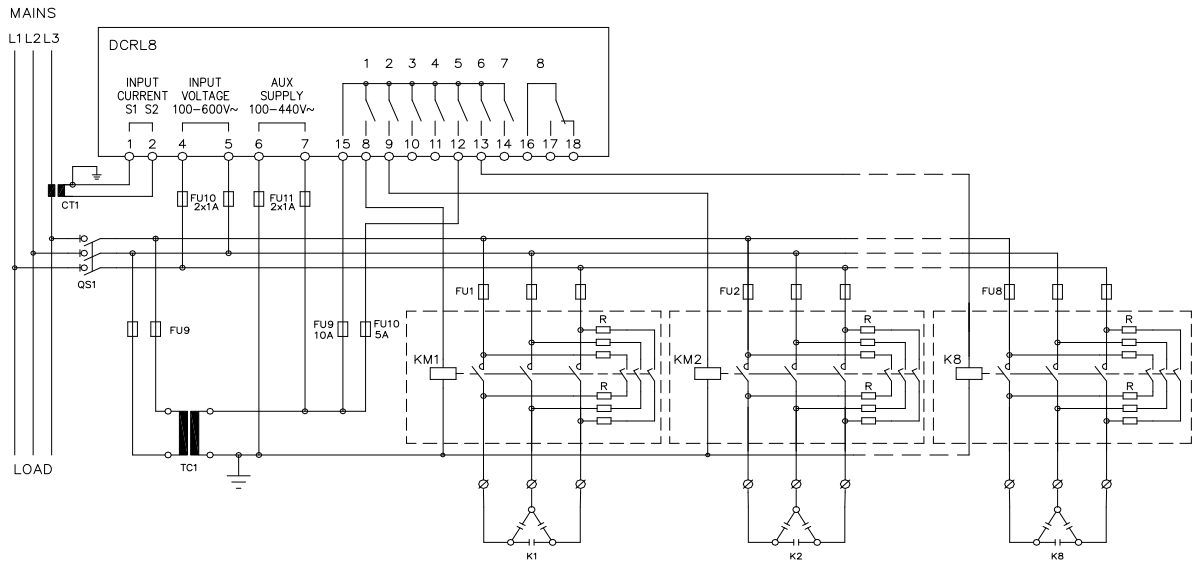 MAINS
L1 L2 L3
DCRL8
1 2 3 4 5 6 7 8
INPUT
CURRENT
S1 S2
INPUT
VOLTAGE
100-600V~
AUX
SUPPLY
100-440V~
1 2 4 5 6 7 15 8 9 10 11 12 13 14 16 17 18
CT1
FU10
2x1A
FU11
2x1A
QS1
FU1
FU2
FU8
FU9
FU9
10A
FU10
5A
R
R
R
KM1
KM2
K8
R
R
R
TC1
LOAD
K1
K2
K8